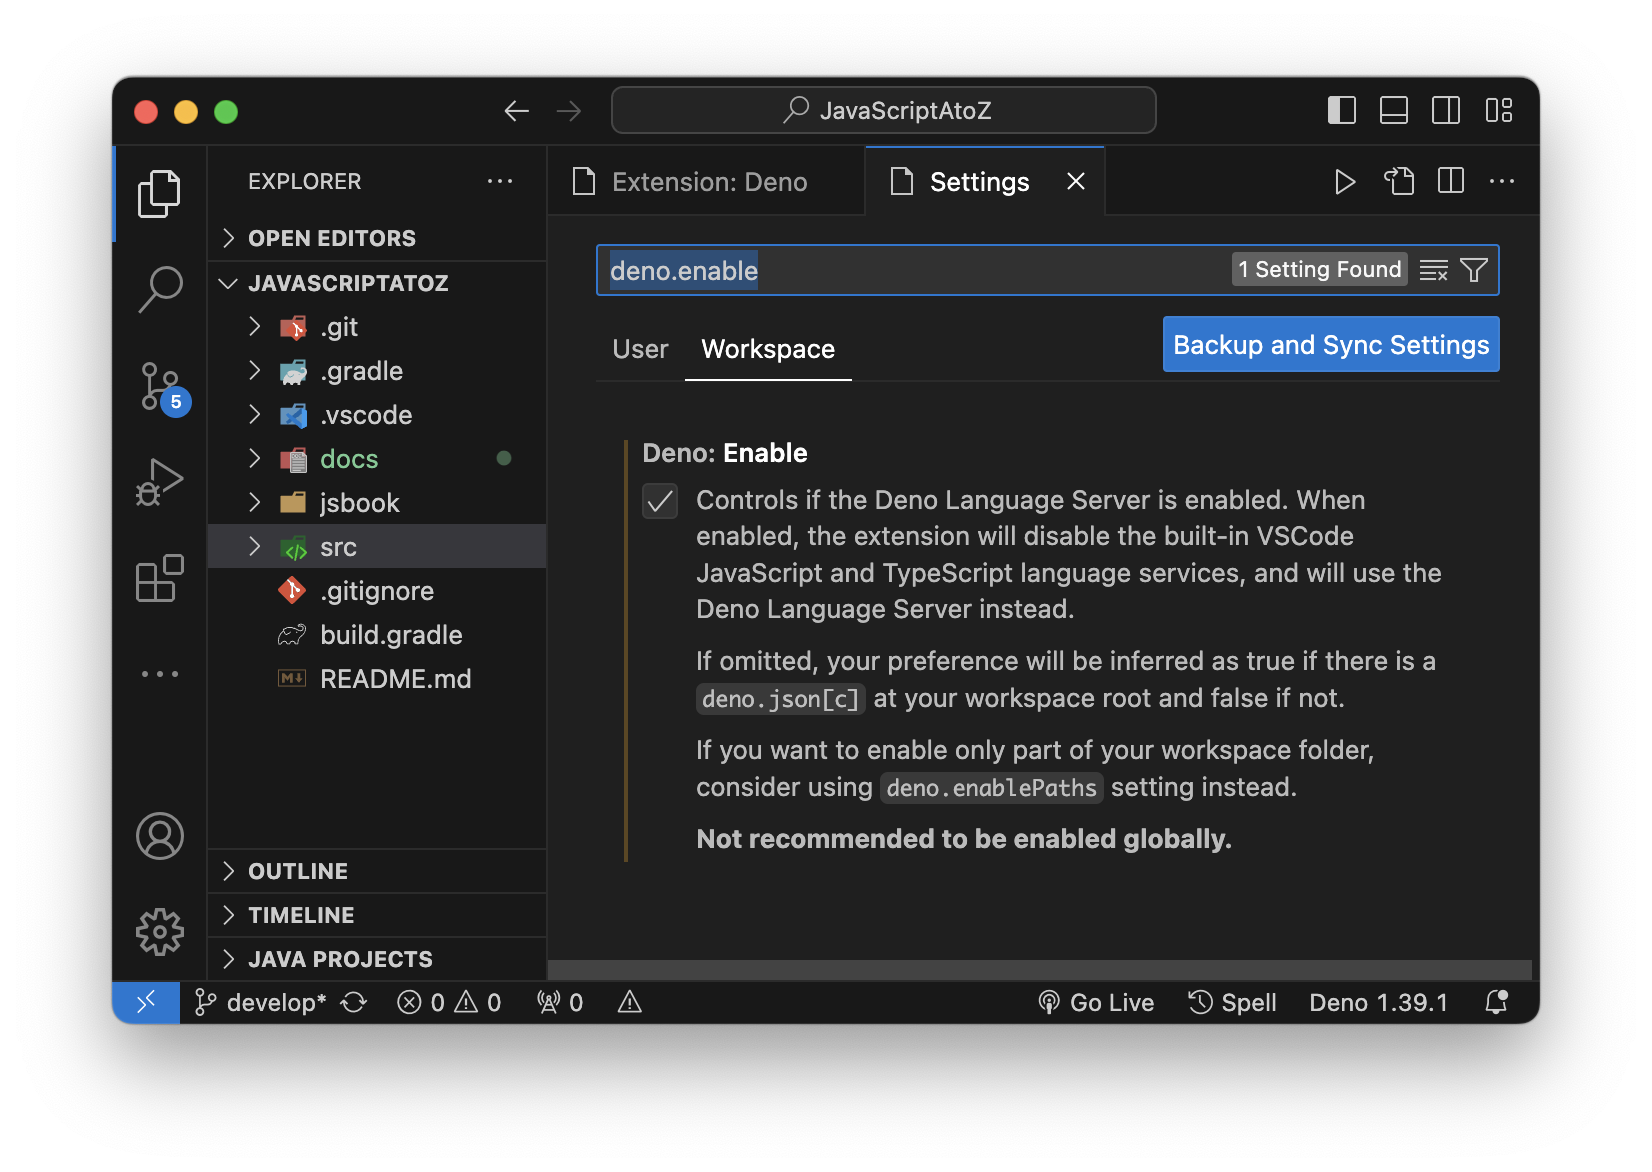 JavaScriptAtoZ
EXPLORER
OPEN EDITORS
JAVASCRIPTATOZ
.git
.gradle
.vscode
docs
jsbook
src
.gitignore
build.gradle
README.md
OUTLINE
TIMELINE
JAVA PROJECTS
5
Extension: Deno
Settings
deno.enable
1 Setting Found
User
Workspace
Backup and Sync Settings
Deno: Enable
Controls if the Deno Language Server is enabled. When
enabled, the extension will disable the built-in VSCode
JavaScript and TypeScript language services, and will use the
Deno Language Server instead.
If omitted, your preference will be inferred as true if there is a
deno.json[c] at your workspace root and false if not.
If you want to enable only part of your workspace folder,
consider using deno.enablePaths setting instead.
Not recommended to be enabled globally.
develop* 0 0 0 Go Live Spell Deno 1.39.1